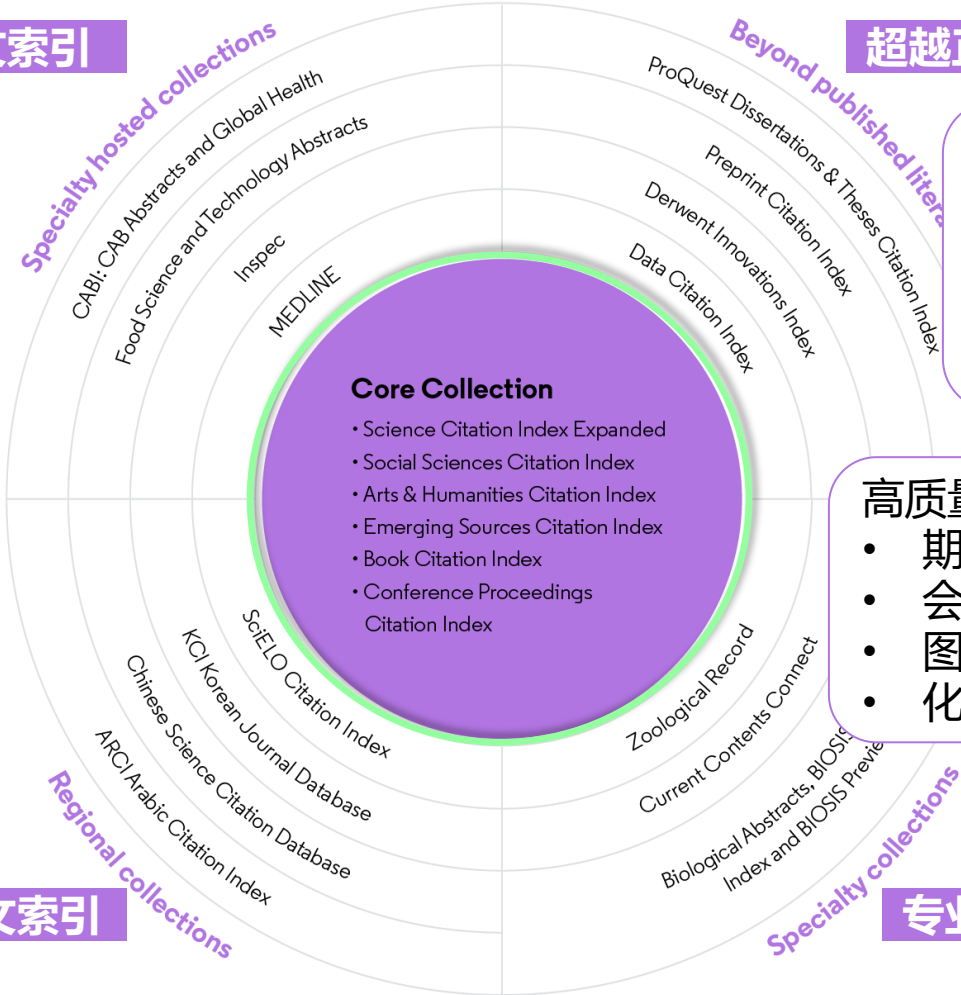 文索引
超越
Specialty hosted collections
CABI: CAB Abstracts and Global Health
Food Science and Technology Abstracts
Inspec
MEDLINE
Beyond published litera
ProQuest Dissertations & Theses Citation Index
Preprint Citation Index
Derwent Innovations Index
Data Citation Index
Core Collection
• Science Citation Index Expanded
• Social Sciences Citation Index
• Arts & Humanities Citation Index
• Emerging Sources Citation Index
• Book Citation Index
• Conference Proceedings
Citation Index
高质量
• 期
• 会
• 图
• 化
SciELO Citation Index
KCI Korean Journal Database
Chinese Science Citation Database
ARCI Arabic Citation Index
Regional collections
Zoological Record
Current Contents Connect
Biological Abstracts, BIOSIS
Index and BIOSIS Previe
Specialty collections
文索引
专业